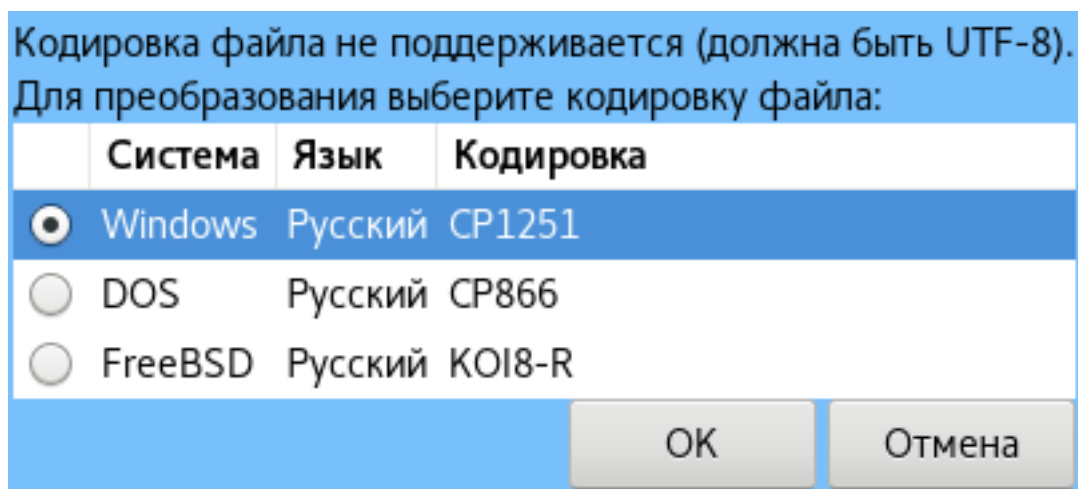 Кодировка файла не поддерживается (должна быть UTF-8).
Для преобразования выберите кодировку файла:
Система Язык Кодировка
Windows Русский CP1251
DOS Русский CP866
FreeBSD Русский KOI8-R
OK Отмена